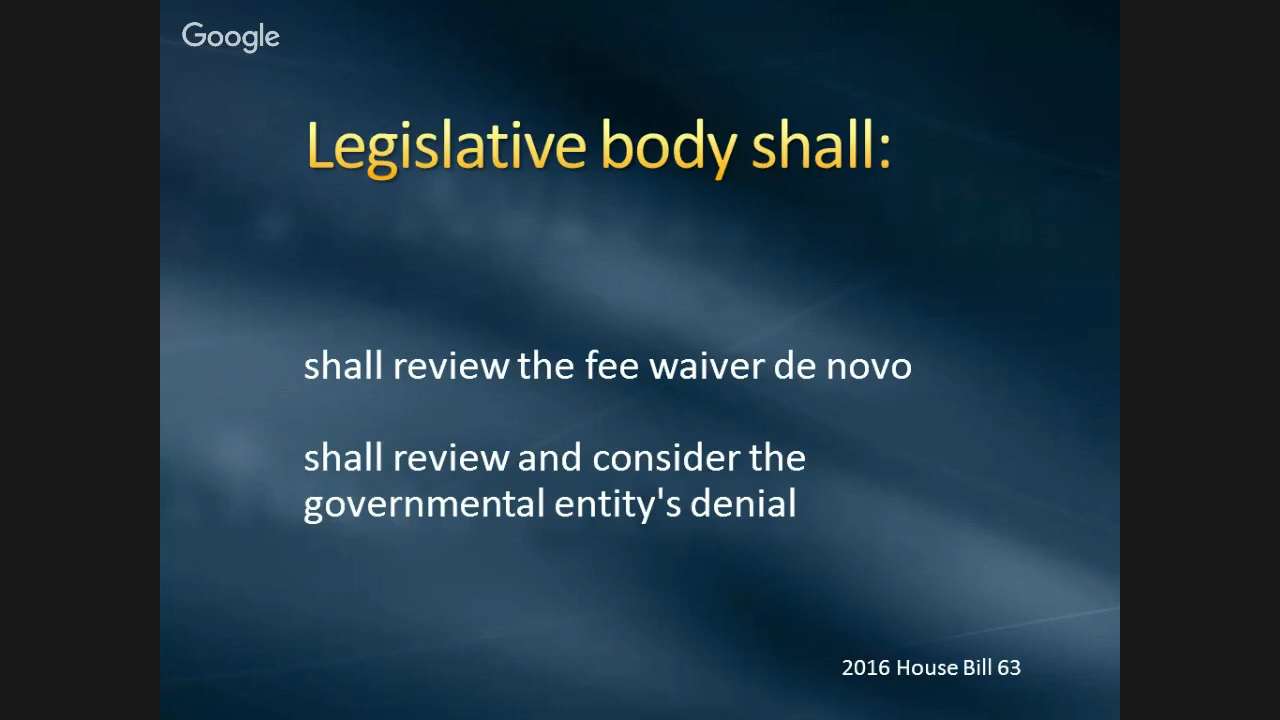 Google
Legislative body shall:
shall review the fee waiver de novo
shall review and consider the
governmental entity's denial
2016 House Bill 63